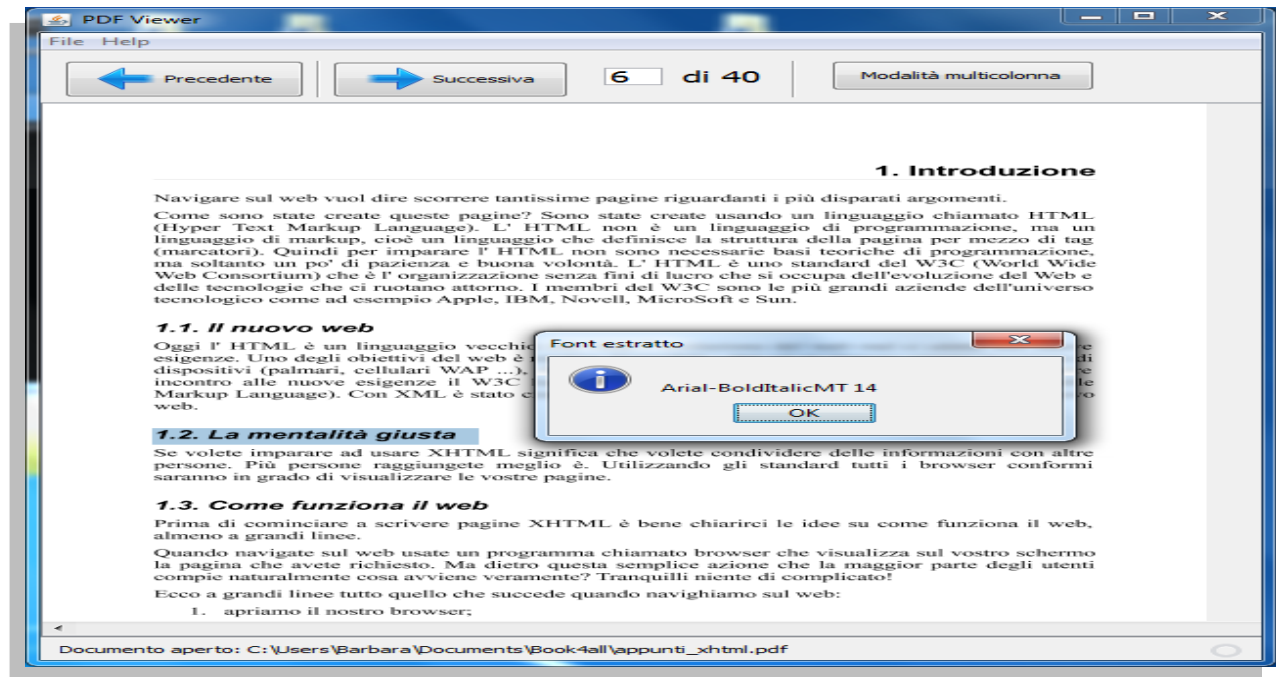 PDF Viewer
File Help
Precedente Successiva 6 di 40 Modalità multicolonna
1. Introduzione
Navigare sul web vuol dire scorrere tantissime pagine riguardanti i più disparati argomenti.
Come sono state create queste pagine? Sono state create usando un linguaggio chiamato HTML
(Hyper Text Markup Language). L' HTML non è un linguaggio di programmazione, ma un
linguaggio di markup, cioè un linguaggio che definisce la struttura della pagina per mezzo di tag
(marcatori). Quindi per imparare l' HTML non sono necessarie basi teoriche di programmazione,
ma soltanto un po' di pazienza e buona volontà. L' HTML è uno standard del W3C (World Wide
Web Consortium) che è l' organizzazione senza fini di lucro che si occupa dell'evoluzione del Web e
delle tecnologie che ci ruotano attorno. I membri del W3C sono le più grandi aziende dell'universo
tecnologico come ad esempio Apple, IBM, Novell, MicroSoft e Sun.
1.1. Il nuovo web
Oggi l' HTML è un linguaggio vecchio
esigenze. Uno degli obiettivi del web è di
dispositivi (palmari, cellulari WAP ...),
incontro alle nuove esigenze il W3C
Markup Language). Con XML è stato
web.
Font estratto
Arial-BoldItalicMT 14
OK
1.2. La mentalità giusta
Se volete imparare ad usare XHTML significa che volete condividere delle informazioni con altre
persone. Più persone raggiungete meglio è. Utilizzando gli standard tutti i browser conformi
saranno in grado di visualizzare le vostre pagine.
1.3. Come funziona il web
Prima di cominciare a scrivere pagine XHTML è bene chiarirci le idee su come funziona il web,
almeno a grandi linee.
Quando navigate sul web usate un programma chiamato browser che visualizza sul vostro schermo
la pagina che avete richiesto. Ma dietro questa semplice azione che la maggior parte degli utenti
compie naturalmente cosa avviene veramente? Tranquilli niente di complicato!
Ecco a grandi linee tutto quello che succede quando navighiamo sul web:
1. apriamo il nostro browser;
Documento aperto: C:\Users\Barbara\Documents\Book4all\appunti_xhtml.pdf